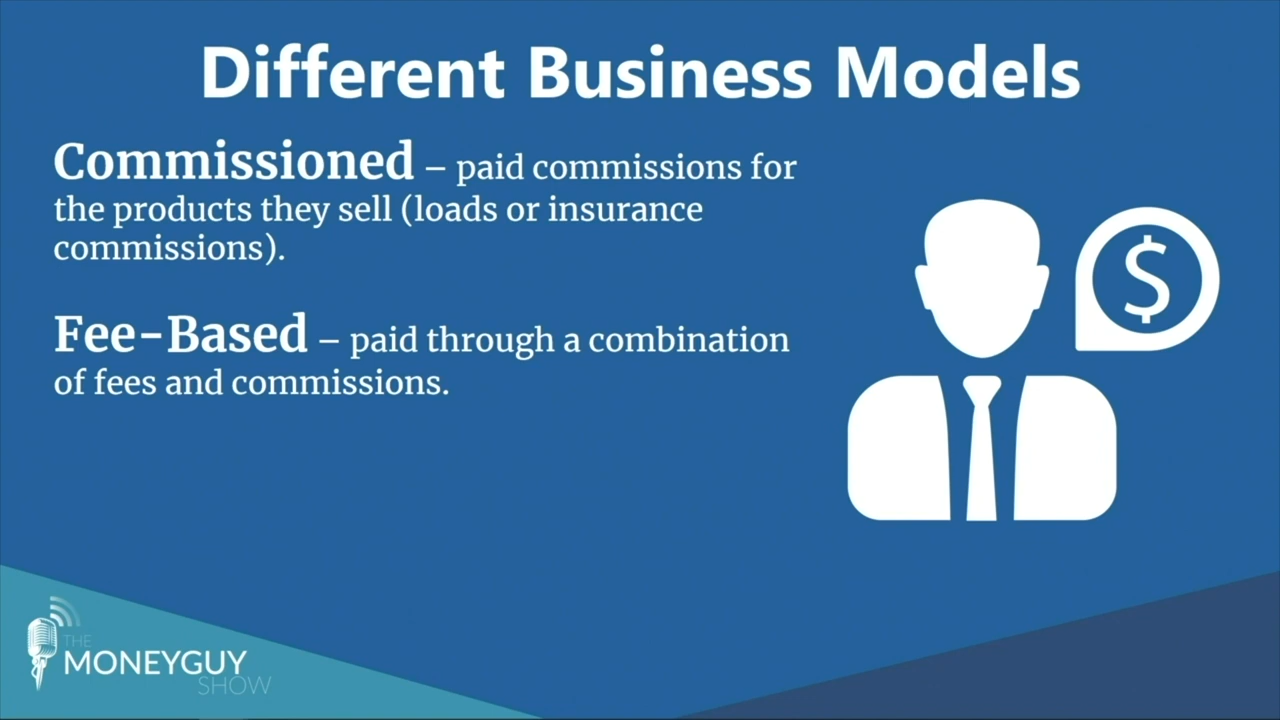 Different Business Models
Commissioned – paid commissions for
the products they sell (loads or insurance
commissions).
Fee-Based – paid through a combination
of fees and commissions.
$
THE
MONEYGUY
SHOW